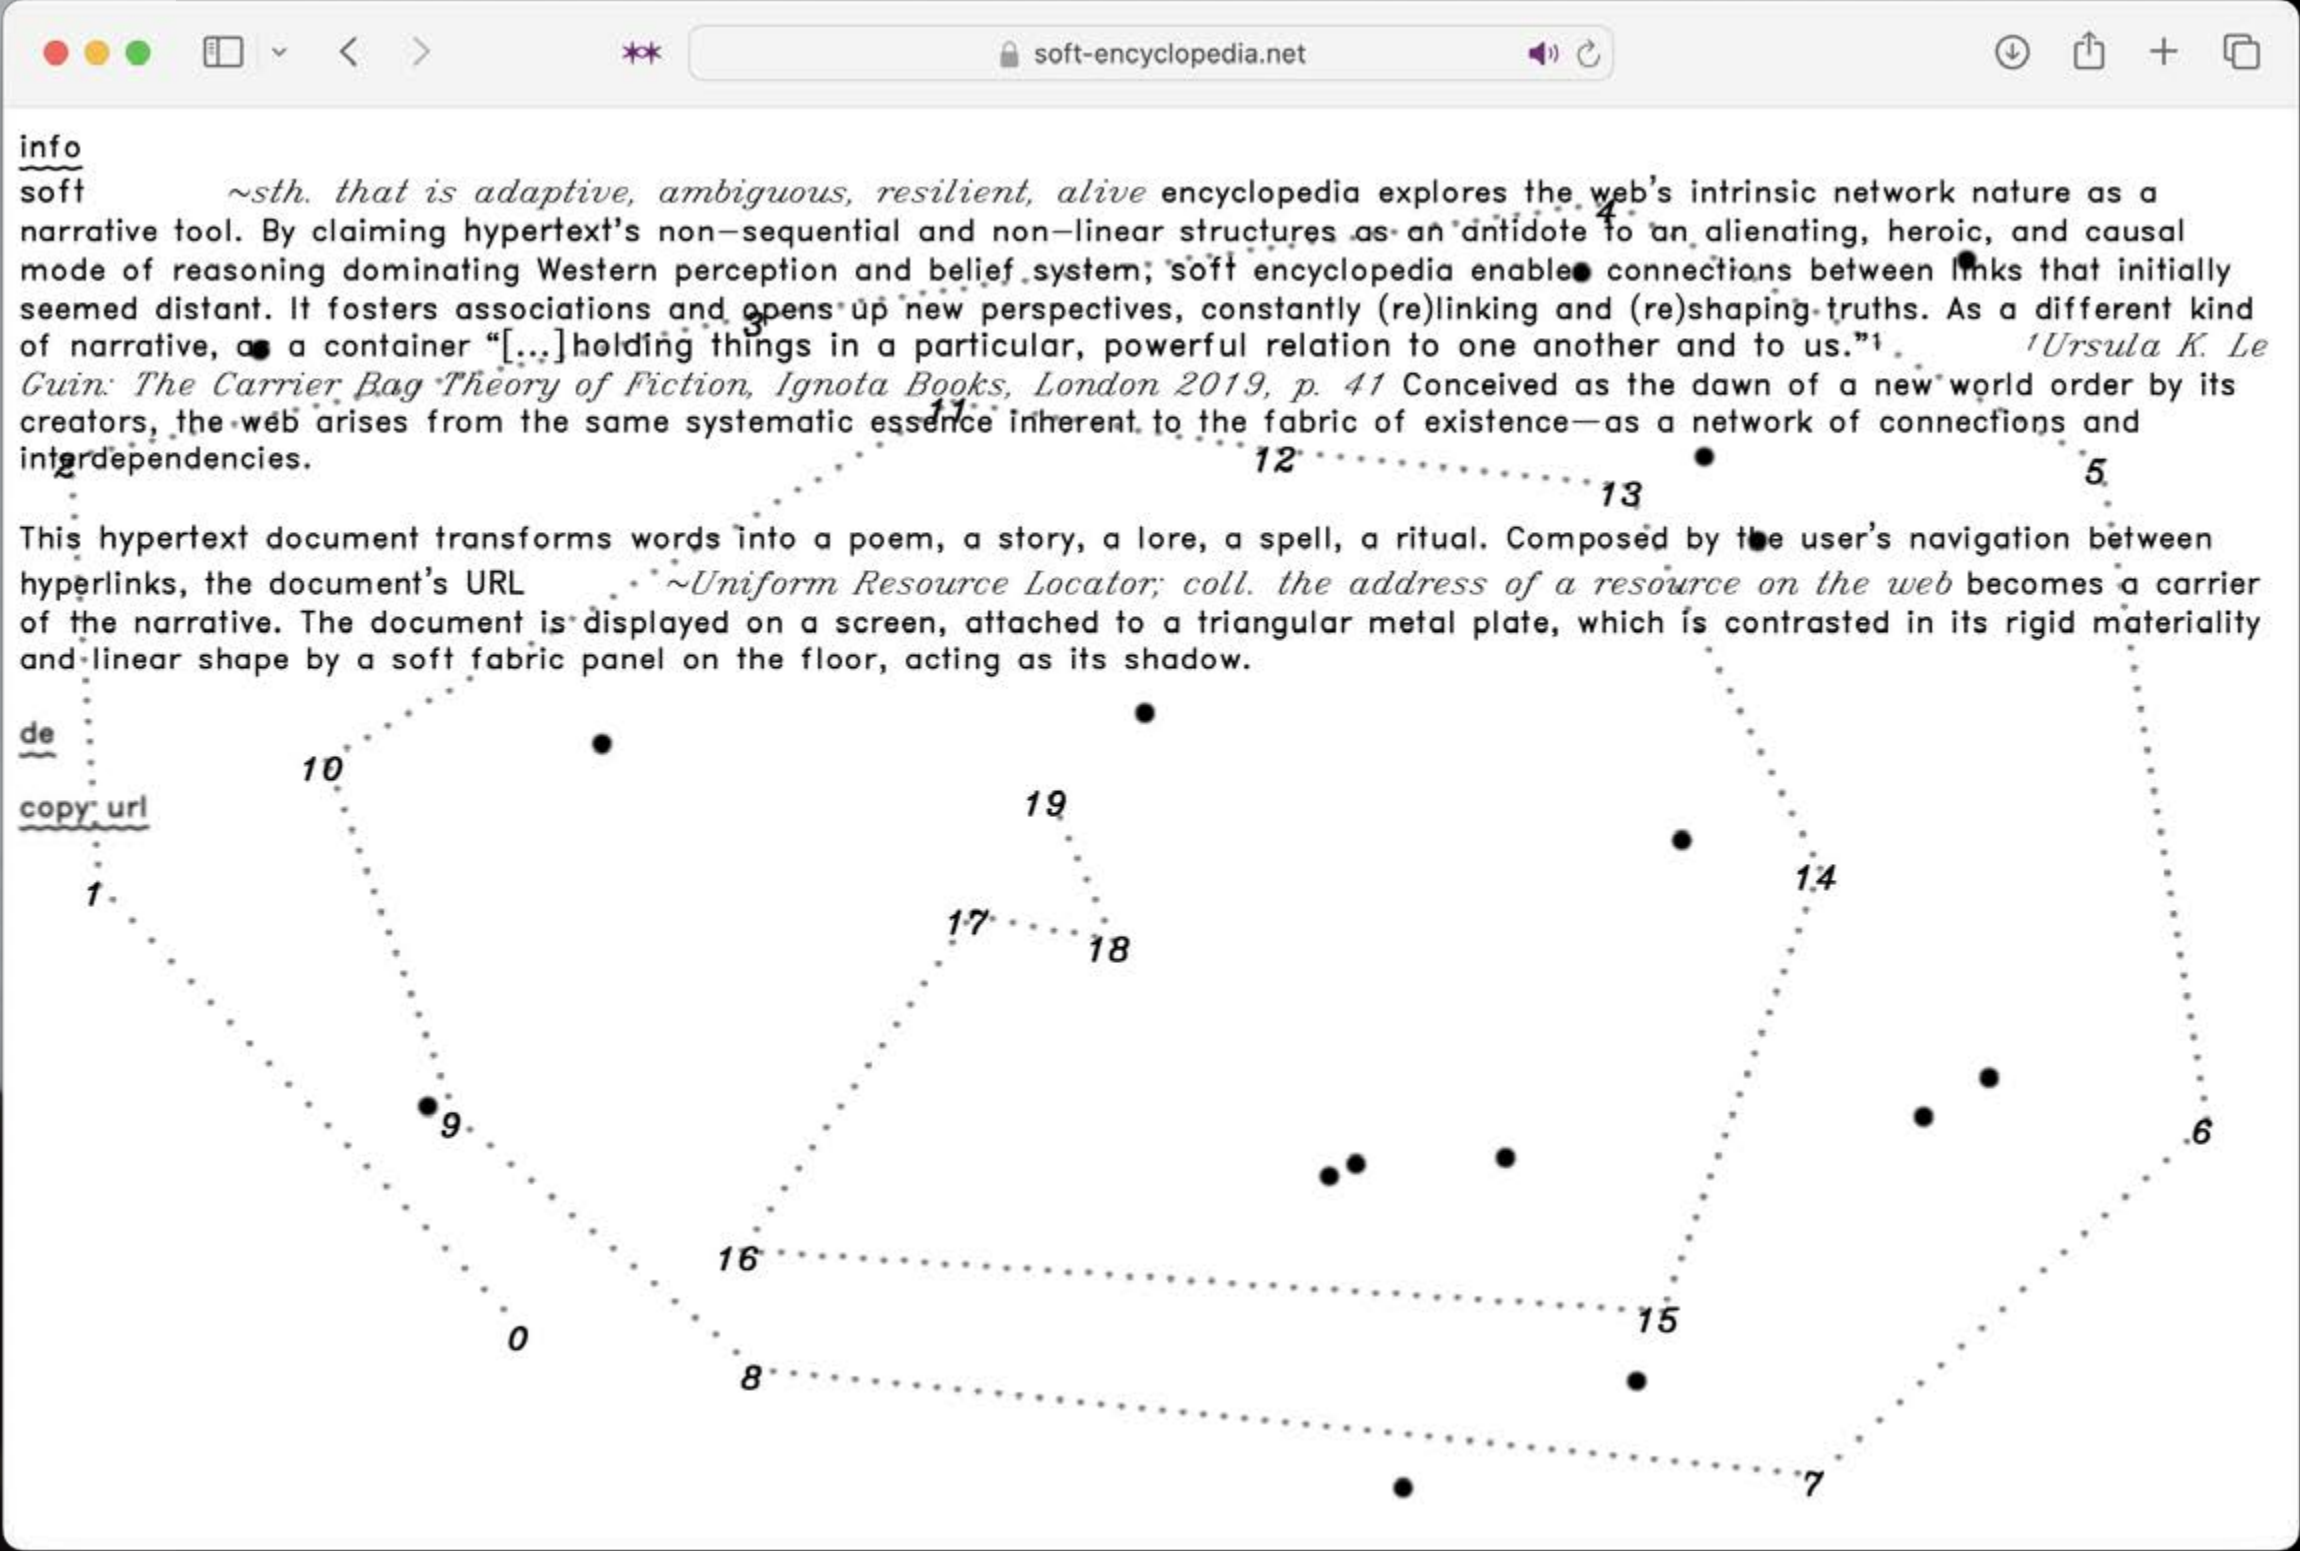 soft-encyclopedia.net
info
soft ~sth. that is adaptive, ambiguous, resilient, alive encyclopedia explores the web's intrinsic network nature as a
4
narrative tool. By claiming hypertext's non-sequential and non-linear structures as an antidote to an alienating, heroic, and causal
mode of reasoning dominating Western perception and belief system; soft encyclopedia enables connections between links that initially
seemed distant. It fosters associations and opens up new perspectives, constantly (re)linking and (re)shaping truths. As a different kind
3
of narrative, as a container “[...]holding things in a particular, powerful relation to one another and to us.”¹ ¹Ursula K. Le
Guin: The Carrier Bag Theory of Fiction, Ignota Books, London 2019, p. 41 Conceived as the dawn of a new world order by its
11
creators, the web arises from the same systematic essence inherent to the fabric of existence—as a network of connections and
interdependencies.
2
12
5
13
This hypertext document transforms words into a poem, a story, a lore, a spell, a ritual. Composed by the user's navigation between
hyperlinks, the document's URL ~Uniform Resource Locator; coll. the address of a resource on the web becomes a carrier
of the narrative. The document is displayed on a screen, attached to a triangular metal plate, which is contrasted in its rigid materiality
and linear shape by a soft fabric panel on the floor, acting as its shadow.
de
10
copy url
19
14
1
17
18
9
6
16
15
0
8
7